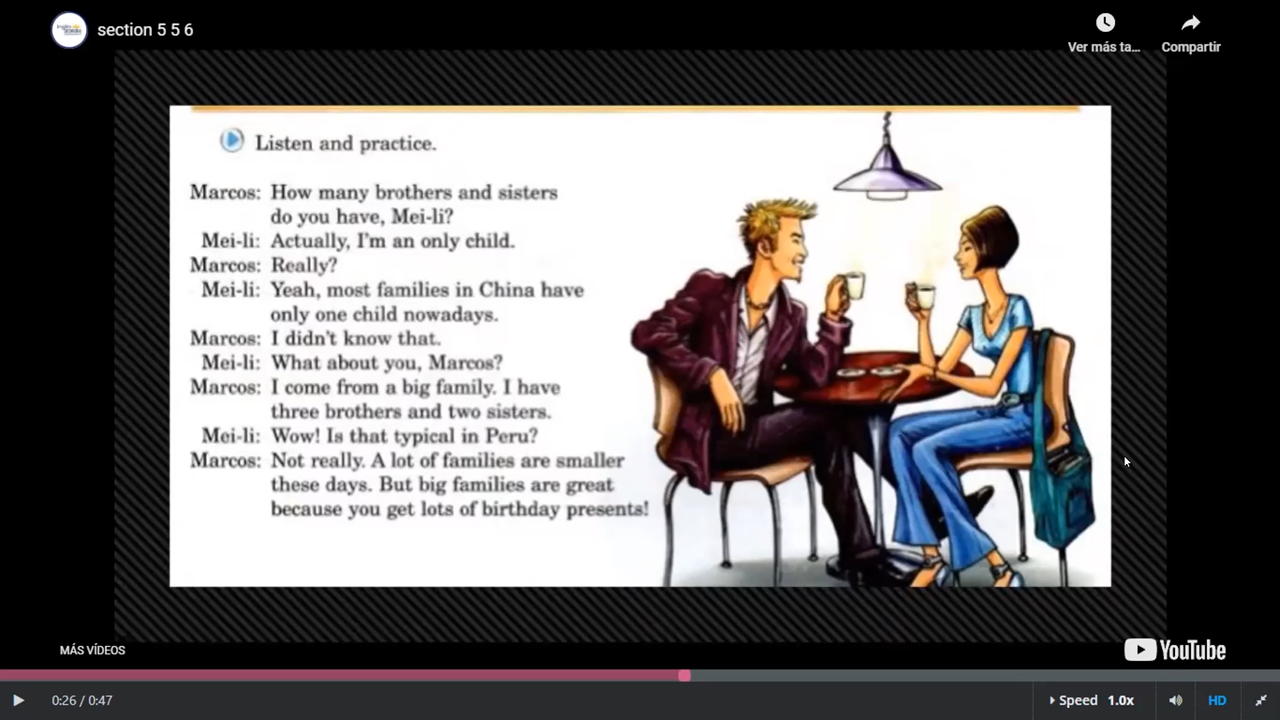 section 5 5 6
Ver más ta...
Compartir
Listen and practice.
Marcos: How many brothers and sisters
do you have, Mei-li?
Mei-li: Actually, I'm an only child.
Marcos: Really?
Mei-li: Yeah, most families in China have
only one child nowadays.
Marcos: I didn't know that.
Mei-li: What about you, Marcos?
Marcos: I come from a big family. I have
three brothers and two sisters.
Mei-li: Wow! Is that typical in Peru?
Marcos: Not really. A lot of families are smaller
these days. But big families are great
because you get lots of birthday presents!
MÁS VÍDEOS
YouTube
0:26 / 0:47
Speed 1.0x
HD